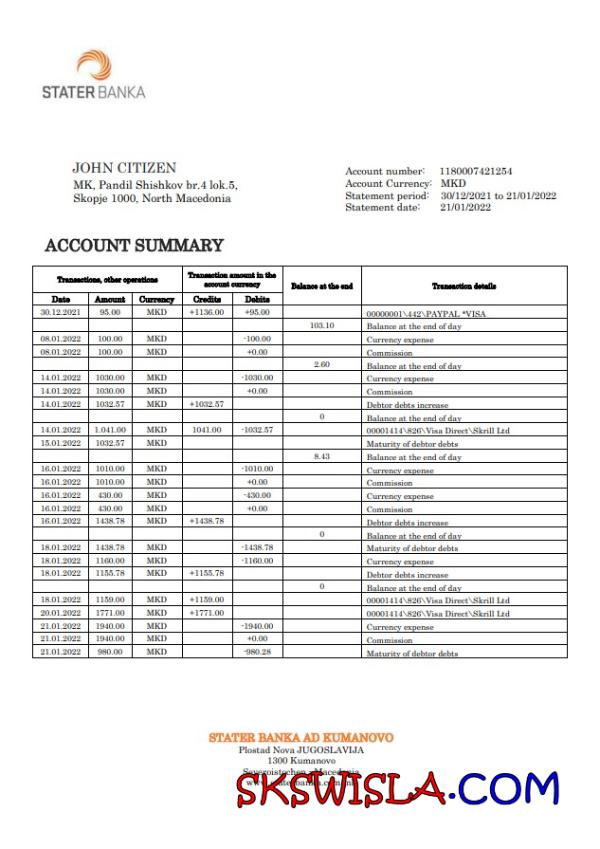 STATER BANKA
JOHN CITIZEN
MK, Pandil Shishkov br.4 lok.5,
Skopje 1000, North Macedonia
Account number: 1180007421254
Account Currency: MKD
Statement period: 30/12/2021 to 21/01/2022
Statement date: 21/01/2022
ACCOUNT SUMMARY
Transactions, other operations Transaction amount in the account currency Balance at the end Transaction details
Date Amount Currency Credits Debits
30.12.2021 95.00 MKD +1136.00 +95.00 00000001\442\PAYPAL *VISA
103.10 Balance at the end of day
08.01.2022 100.00 MKD -100.00 Currency expense
08.01.2022 100.00 MKD +0.00 Commission
2.60 Balance at the end of day
14.01.2022 1030.00 MKD -1030.00 Currency expense
14.01.2022 1030.00 MKD +0.00 Commission
14.01.2022 1032.57 MKD +1032.57 Debtor debts increase
0 Balance at the end of day
14.01.2022 1.041.00 MKD 1041.00 -1032.57 00001414\826\Visa Direct\Skrill Ltd
15.01.2022 1032.57 MKD Maturity of debtor debts
8.43 Balance at the end of day
16.01.2022 1010.00 MKD -1010.00 Currency expense
16.01.2022 1010.00 MKD +0.00 Commission
16.01.2022 430.00 MKD -430.00 Currency expense
16.01.2022 430.00 MKD +0.00 Commission
16.01.2022 1438.78 MKD +1438.78 Debtor debts increase
0 Balance at the end of day
18.01.2022 1438.78 MKD -1438.78 Maturity of debtor debts
18.01.2022 1160.00 MKD -1160.00 Currency expense
18.01.2022 1155.78 MKD +1155.78 Debtor debts increase
0 Balance at the end of day
18.01.2022 1159.00 MKD +1159.00 00001414\826\Visa Direct\Skrill Ltd
20.01.2022 1771.00 MKD +1771.00 00001414\826\Visa Direct\Skrill Ltd
21.01.2022 1940.00 MKD -1940.00 Currency expense
21.01.2022 1940.00 MKD +0.00 Commission
21.01.2022 980.00 MKD -980.28 Maturity of debtor debts
STATER BANKA AD KUMANOVO
Plostad Nova JUGOSLAVIJA
1300 Kumanovo
SKSWISLA.COM